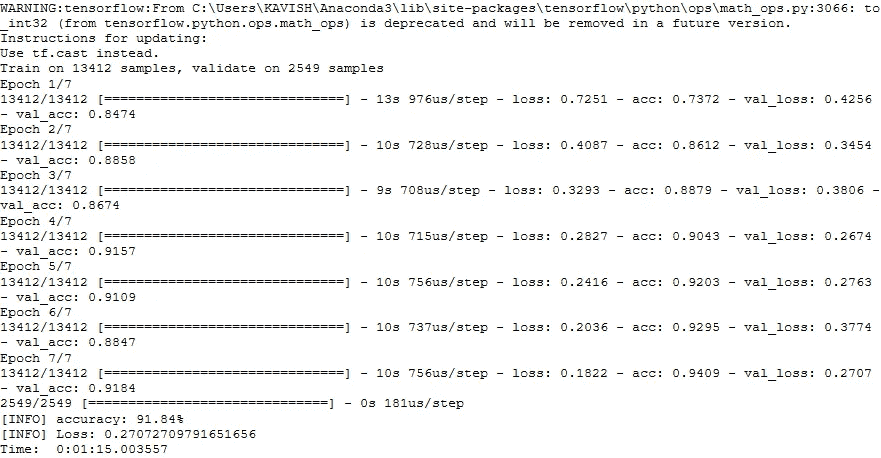 WARNING:tensorflow:From C:\Users\KAVISH\Anaconda3\lib\site-packages\tensorflow\python\ops\math_ops.py:3066: to
_int32 (from tensorflow.python.ops.math_ops) is deprecated and will be removed in a future version.
Instructions for updating:
Use tf.cast instead.
Train on 13412 samples, validate on 2549 samples
Epoch 1/7
13412/13412 [==============================] - 13s 976us/step - loss: 0.7251 - acc: 0.7372 - val_loss: 0.4256
- val_acc: 0.8474
Epoch 2/7
13412/13412 [==============================] - 10s 728us/step - loss: 0.4087 - acc: 0.8612 - val_loss: 0.3454
- val_acc: 0.8858
Epoch 3/7
13412/13412 [==============================] - 9s 708us/step - loss: 0.3293 - acc: 0.8879 - val_loss: 0.3806 -
val_acc: 0.8674
Epoch 4/7
13412/13412 [==============================] - 10s 715us/step - loss: 0.2827 - acc: 0.9043 - val_loss: 0.2674
- val_acc: 0.9157
Epoch 5/7
13412/13412 [==============================] - 10s 756us/step - loss: 0.2416 - acc: 0.9203 - val_loss: 0.2763
- val_acc: 0.9109
Epoch 6/7
13412/13412 [==============================] - 10s 737us/step - loss: 0.2036 - acc: 0.9295 - val_loss: 0.3774
- val_acc: 0.8847
Epoch 7/7
13412/13412 [==============================] - 10s 756us/step - loss: 0.1822 - acc: 0.9409 - val_loss: 0.2707
- val_acc: 0.9184
2549/2549 [==============================] - 0s 181us/step
[INFO] accuracy: 91.84%
[INFO] Loss: 0.27072709791651656
Time:  0:01:15.003557